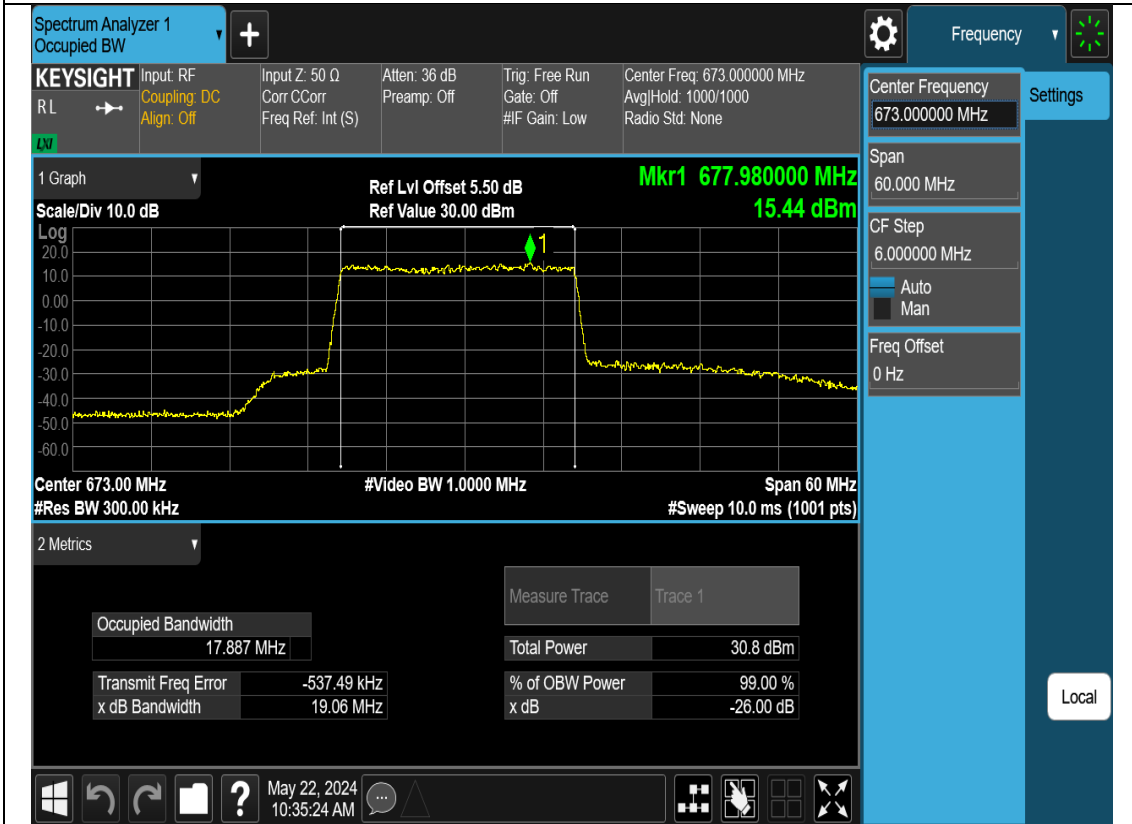 Spectrum Analyzer 1
Occupied BW
Frequency
KEYSIGHT
RL
LXI
Input: RF
Coupling: DC
Align: Off
Input Z: 50 Ω
Corr CCorr
Freq Ref: Int (S)
Atten: 36 dB
Preamp: Off
Trig: Free Run
Gate: Off
#IF Gain: Low
Center Freq: 673.000000 MHz
Avg|Hold: 1000/1000
Radio Std: None
Center Frequency
673.000000 MHz
Settings
Span
60.000 MHz
CF Step
6.000000 MHz
Auto
Man
Freq Offset
0 Hz
Local
1 Graph
Scale/Div 10.0 dB
Ref Lvl Offset 5.50 dB
Ref Value 30.00 dBm
Mkr1 677.980000 MHz
15.44 dBm
Log
1
20.0
10.0
0.00
-10.0
-20.0
-30.0
-40.0
-50.0
-60.0
Center 673.00 MHz
#Video BW 1.0000 MHz
Span 60 MHz
#Res BW 300.00 kHz
#Sweep 10.0 ms (1001 pts)
2 Metrics
Measure Trace Trace 1
Occupied Bandwidth
17.887 MHz
Total Power 30.8 dBm
Transmit Freq Error -537.49 kHz
% of OBW Power 99.00 %
x dB Bandwidth 19.06 MHz
x dB -26.00 dB
?
May 22, 2024
10:35:24 AM